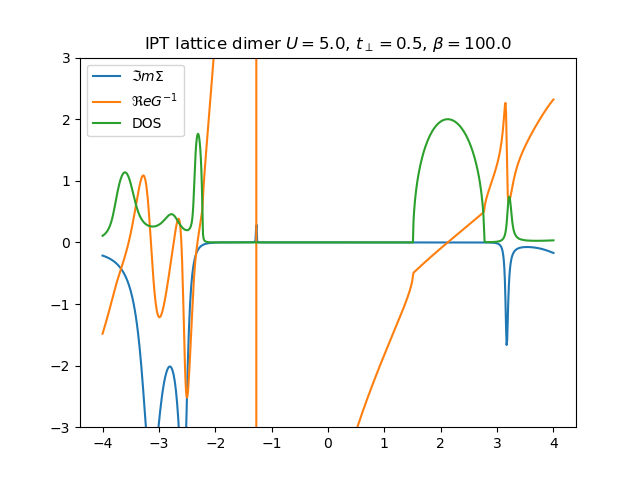 IPT lattice dimer U = 5.0, t⊥ = 0.5, β = 100.0
ℑmΣ
ℜeG⁻¹
DOS
3
2
1
0
−1
−2
−3
−4 −3 −2 −1 0 1 2 3 4